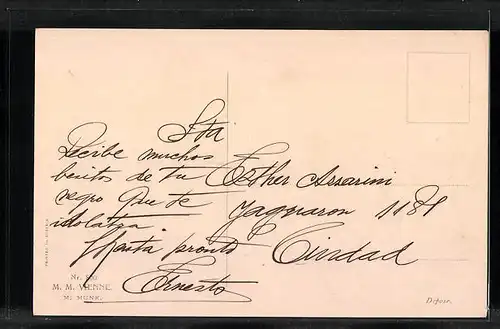 Recibe muchos
besitos de tu
negro que te
idolatra
Hasta pronto
Ernesto
Sta
Esther Assarini
Yaguaron 1181
Ciudad
M. M. VIENNE
M. MUNK.
Déposé.